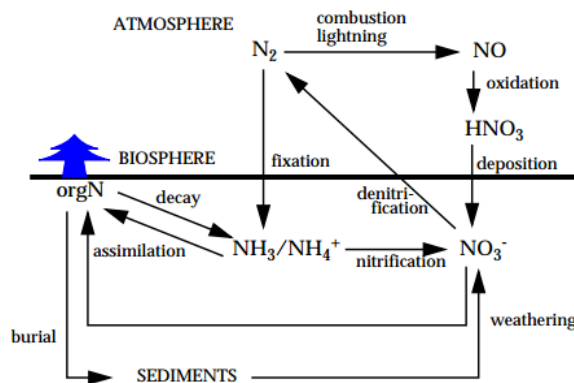 ATMOSPHERE
combustion
lightning
N₂
NO
oxidation
HNO₃
BIOSPHERE
fixation
deposition
orgN
decay
denitri-
fication
assimilation
NH₃/NH₄⁺
nitrification
NO₃⁻
burial
weathering
SEDIMENTS